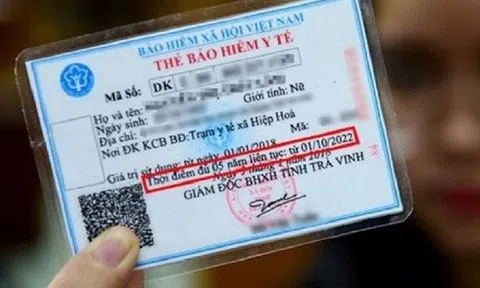 BẢO HIỂM XÃ HỘI VIỆT NAM
THẺ BẢO HIỂM Y TẾ
Mã Số: DK
Họ và tên:
Ngày sinh: Giới tính: Nữ
Địa chỉ:
Nơi ĐK KCB BĐ: Trạm y tế xã Hiệp Hoà
Mã:
Giá trị sử dụng: từ ngày 01/01/2018
Thời điểm đủ 05 năm liên tục: từ 01/10/2022
2018
GIÁM ĐỐC BHXH TỈNH TRÀ VINH